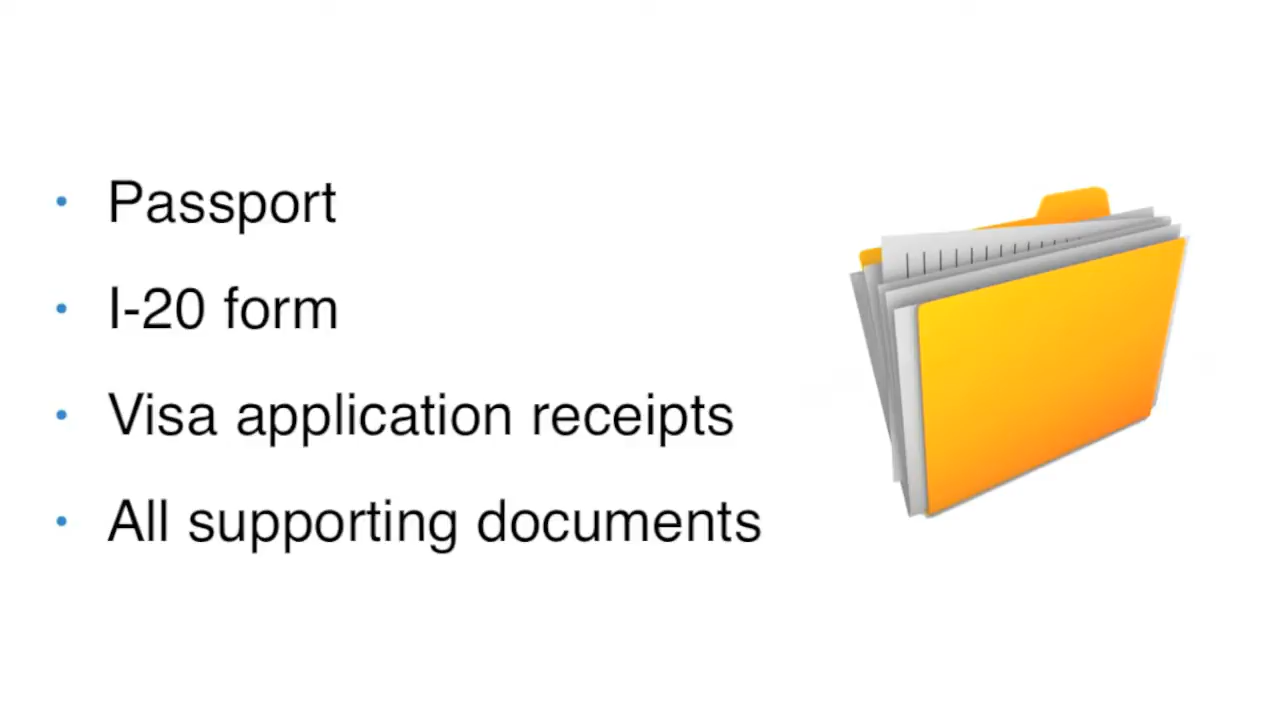 • Passport
• I-20 form
• Visa application receipts
• All supporting documents